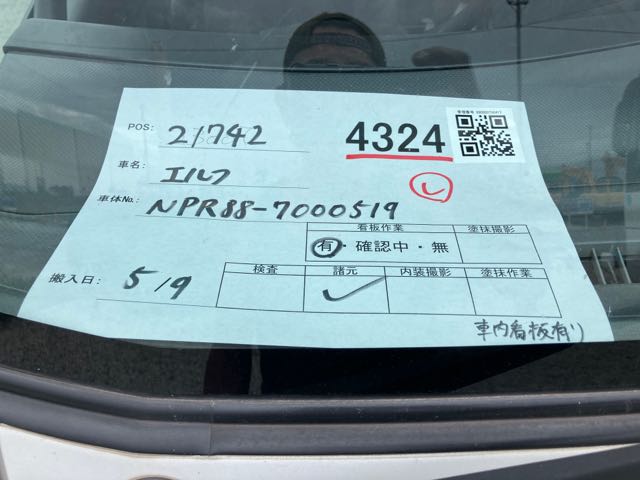 POS: 21742
4324
車名: エルフ
レ
車体No.: NPR88-7000519
看板作業 塗抹撮影
有・確認中・無
搬入日: 5/9
検査 諸元 内装撮影 塗抹作業
✓
車内看板有り